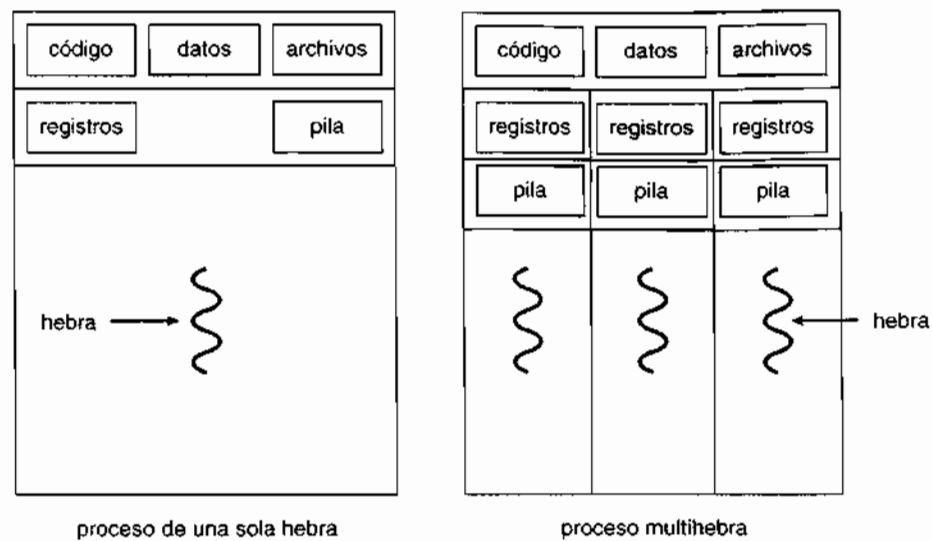 código datos archivos
registros pila
hebra
proceso de una sola hebra
código datos archivos
registros registros registros
pila pila pila
hebra
proceso multihebra